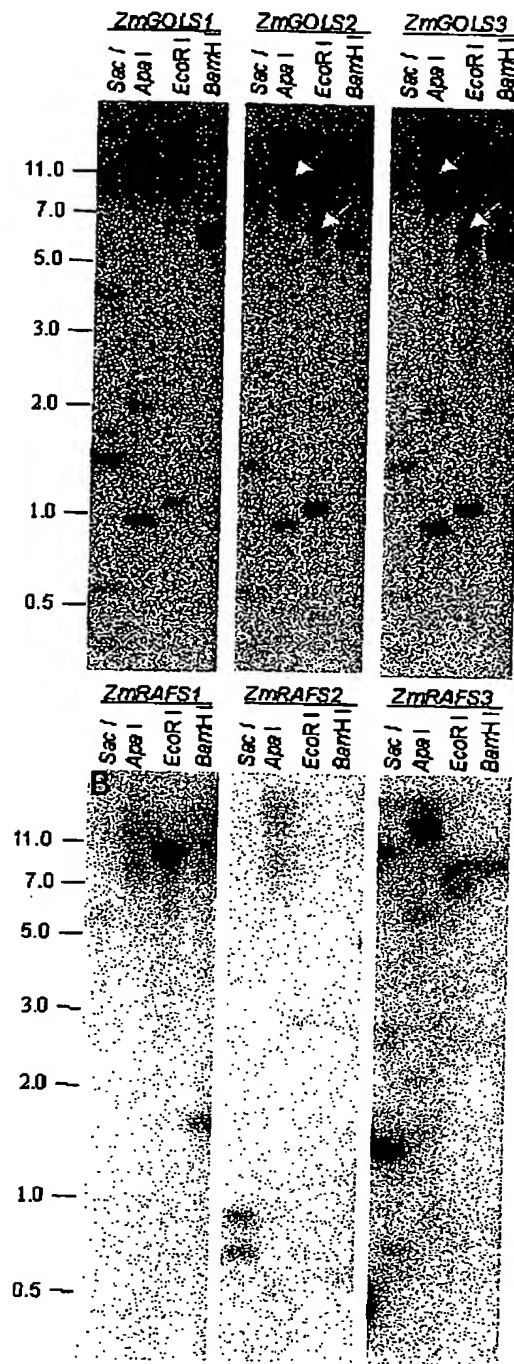 ZmGOLS1 ZmGOLS2 ZmGOLS3
Sac I Apa I EcoR I BamH I Sac I Apa I EcoR I BamH I Sac I Apa I EcoR I BamH I
11.0
7.0
5.0
3.0
2.0
1.0
0.5
ZmRAFS1 ZmRAFS2 ZmRAFS3
Sac I Apa I EcoR I BamH I Sac I Apa I EcoR I BamH I Sac I Apa I EcoR I BamH I
B
11.0
7.0
5.0
3.0
2.0
1.0
0.5